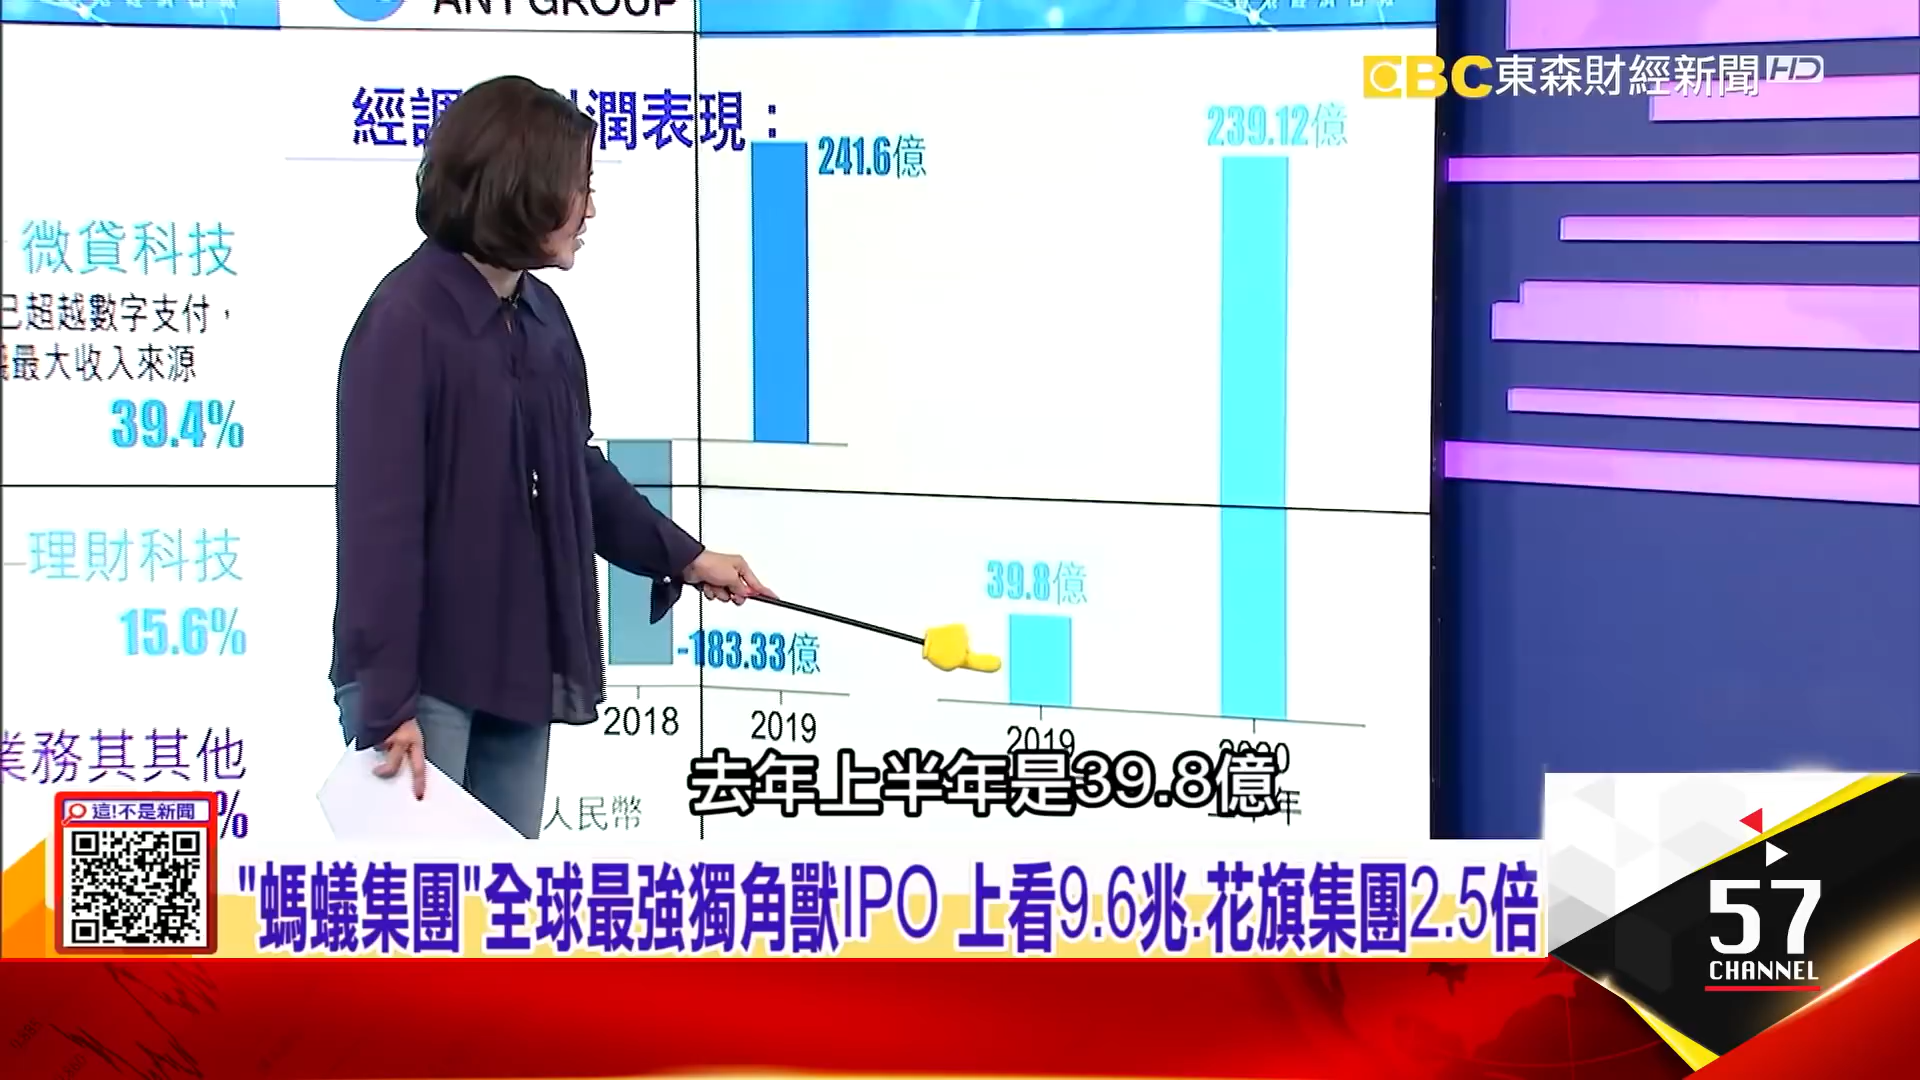 ANT GROUP
EBC東森財經新聞HD
潤表現：
241.6億
239.12億
微貸科技
已超越數字支付，
最大收入來源
39.4%
理財科技
15.6%
39.8億
-183.33億
2018
2019
2019
業務其其他
%
人民幣
年
去年上半年是39.8億
這!不是新聞
"螞蟻集團"全球最強獨角獸IPO 上看9.6兆.花旗集團2.5倍
57
CHANNEL